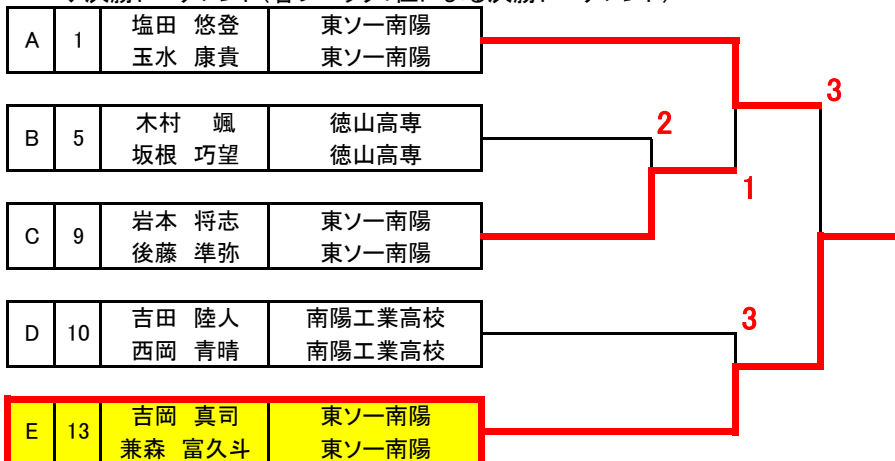 A 1 塩田 悠登 東ソー南陽
玉水 康貴 東ソー南陽
3
B 5 木村 颯 徳山高専
坂根 巧望 徳山高専
2
1
C 9 岩本 将志 東ソー南陽
後藤 準弥 東ソー南陽
D 10 吉田 陸人 南陽工業高校
西岡 青晴 南陽工業高校
3
E 13 吉岡 真司 東ソー南陽
兼森 富久斗 東ソー南陽